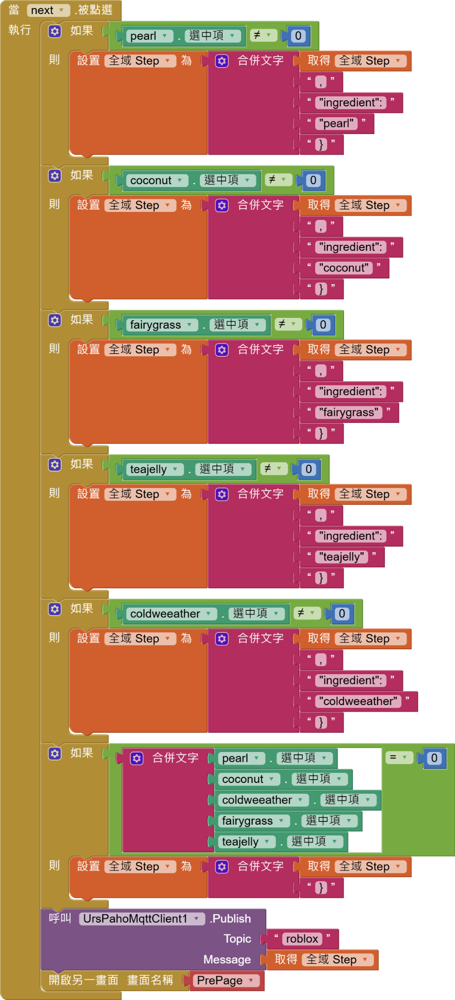 當 next .被點選
執行 如果 pearl . 選中項 ≠ 0
則 設置 全域 Step 為 合併文字 取得 全域 Step
“ , ”
“ "ingredient": ”
“ "pearl" ”
“ } ”
如果 coconut . 選中項 ≠ 0
則 設置 全域 Step 為 合併文字 取得 全域 Step
“ , ”
“ "ingredient": ”
“ "coconut" ”
“ } ”
如果 fairygrass . 選中項 ≠ 0
則 設置 全域 Step 為 合併文字 取得 全域 Step
“ , ”
“ "ingredient": ”
“ "fairygrass" ”
“ } ”
如果 teajelly . 選中項 ≠ 0
則 設置 全域 Step 為 合併文字 取得 全域 Step
“ , ”
“ "ingredient": ”
“ "teajelly" ”
“ } ”
如果 coldweeather . 選中項 ≠ 0
則 設置 全域 Step 為 合併文字 取得 全域 Step
“ , ”
“ "ingredient": ”
“ "coldweeather" ”
“ } ”
如果 合併文字 pearl . 選中項 = 0
coconut . 選中項
coldweeather . 選中項
fairygrass . 選中項
teajelly . 選中項
則 設置 全域 Step 為 合併文字 取得 全域 Step
“ } ”
呼叫 UrsPahoMqttClient1 .Publish
Topic “ roblox ”
Message 取得 全域 Step
開啟另一畫面 畫面名稱 PrePage